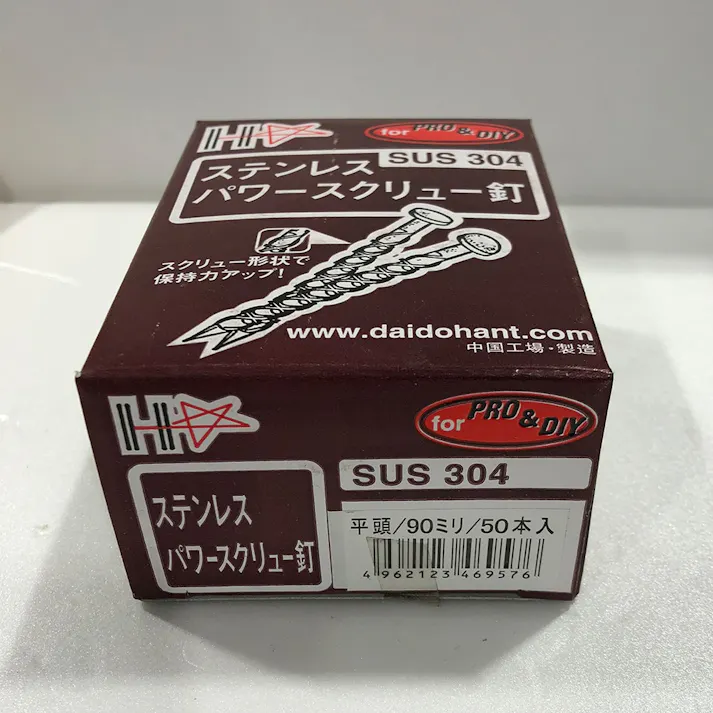 H
for PRO & DIY
ステンレス SUS 304
パワースクリュー釘
スクリュー形状で
保持力アップ!
www.daidohant.com
中国工場・製造
H
for PRO & DIY
SUS 304
ステンレス
パワースクリュー釘
平頭/90ミリ/50本入
4 962123 469576